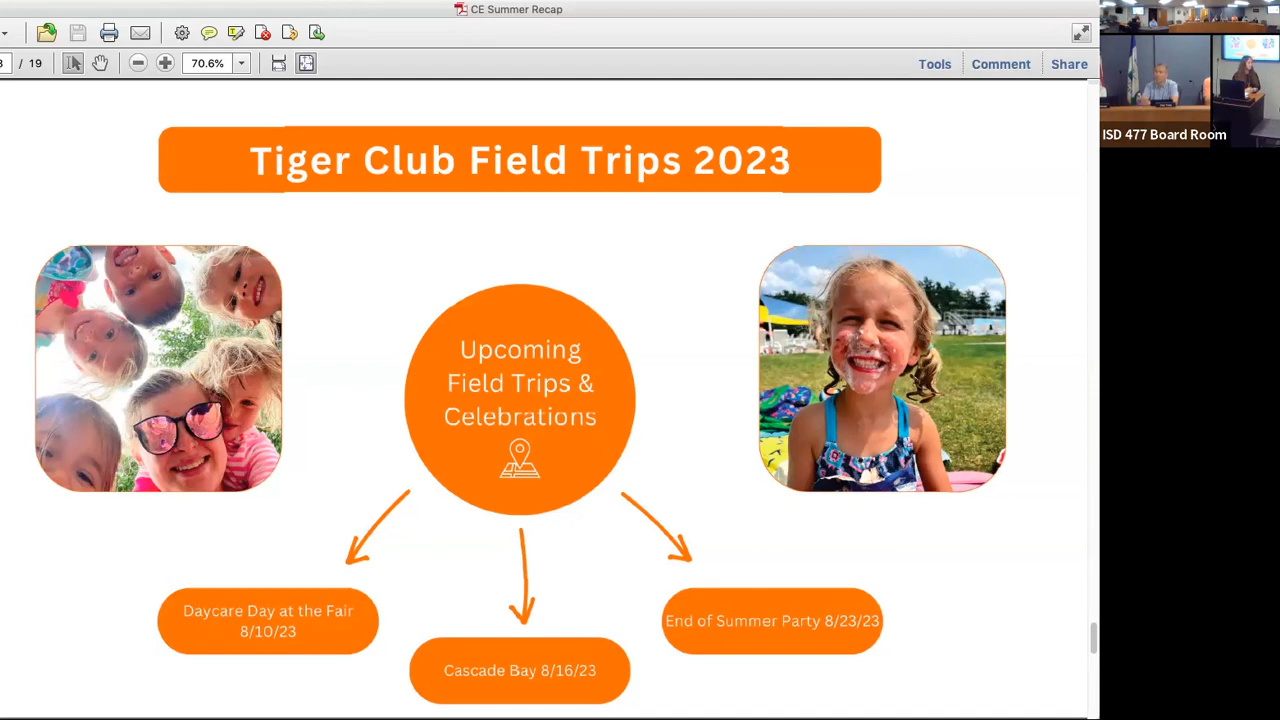 CE Summer Recap
/ 19
70.6%
Tools
Comment
Share
ISD 477 Board Room
Tiger Club Field Trips 2023
Upcoming
Field Trips &
Celebrations
Daycare Day at the Fair
8/10/23
Cascade Bay 8/16/23
End of Summer Party 8/23/23